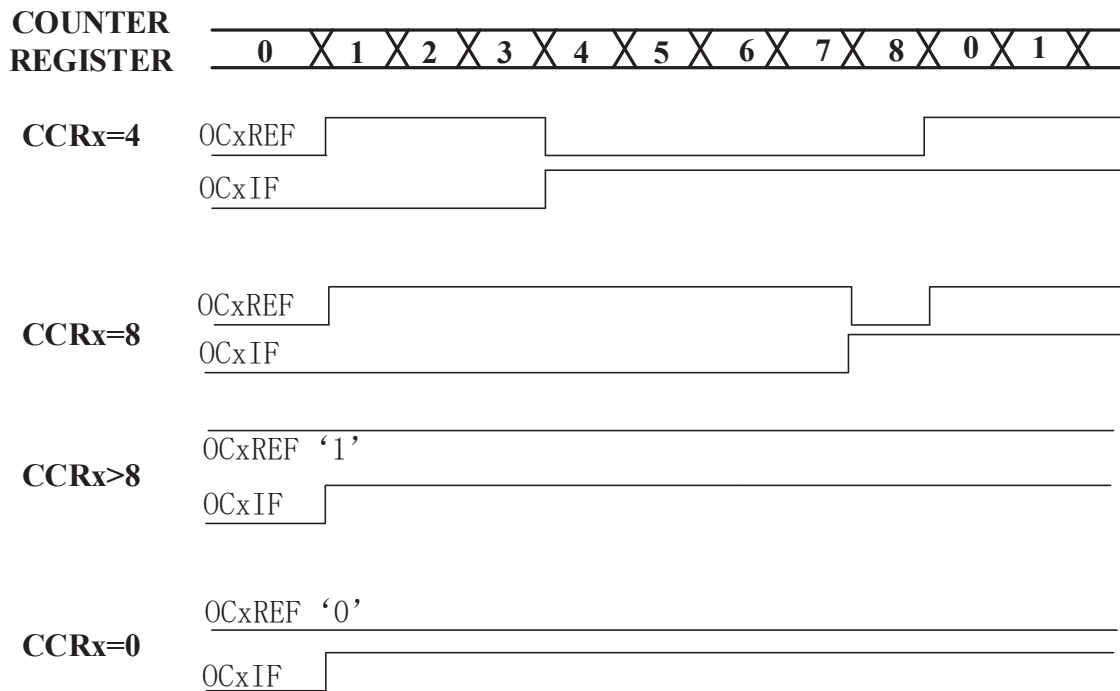 COUNTER
REGISTER
0 1 2 3 4 5 6 7 8 0 1
CCRx=4
OCxREF
OCxIF
CCRx=8
OCxREF
OCxIF
CCRx>8
OCxREF ‘1’
OCxIF
CCRx=0
OCxREF ‘0’
OCxIF